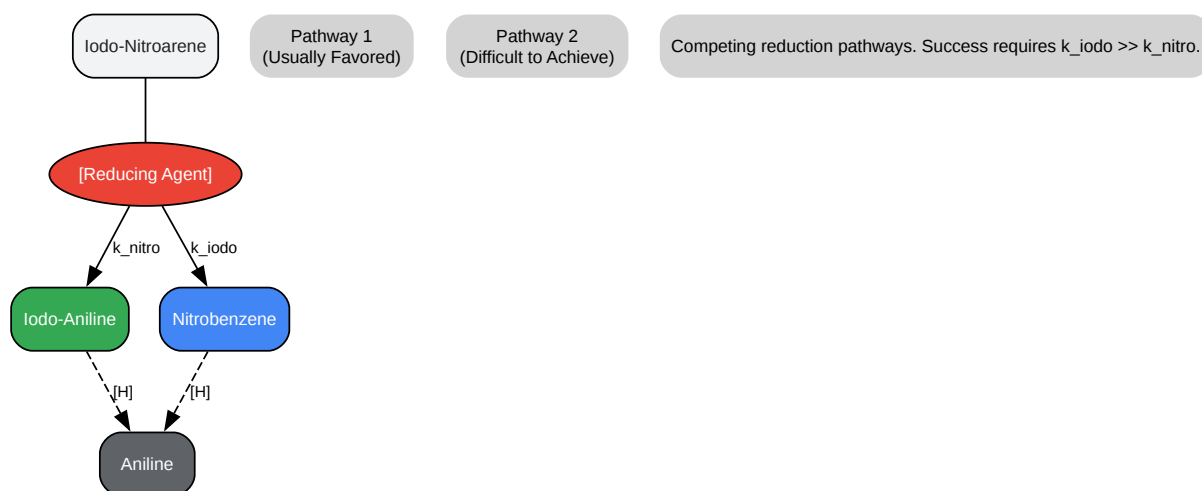 Iodo-Nitroarene
Pathway 1
(Usually Favored)
Pathway 2
(Difficult to Achieve)
Competing reduction pathways. Success requires k_iodo >> k_nitro.
[Reducing Agent]
k_nitro
k_iodo
Iodo-Aniline
Nitrobenzene
[H]
[H]
Aniline